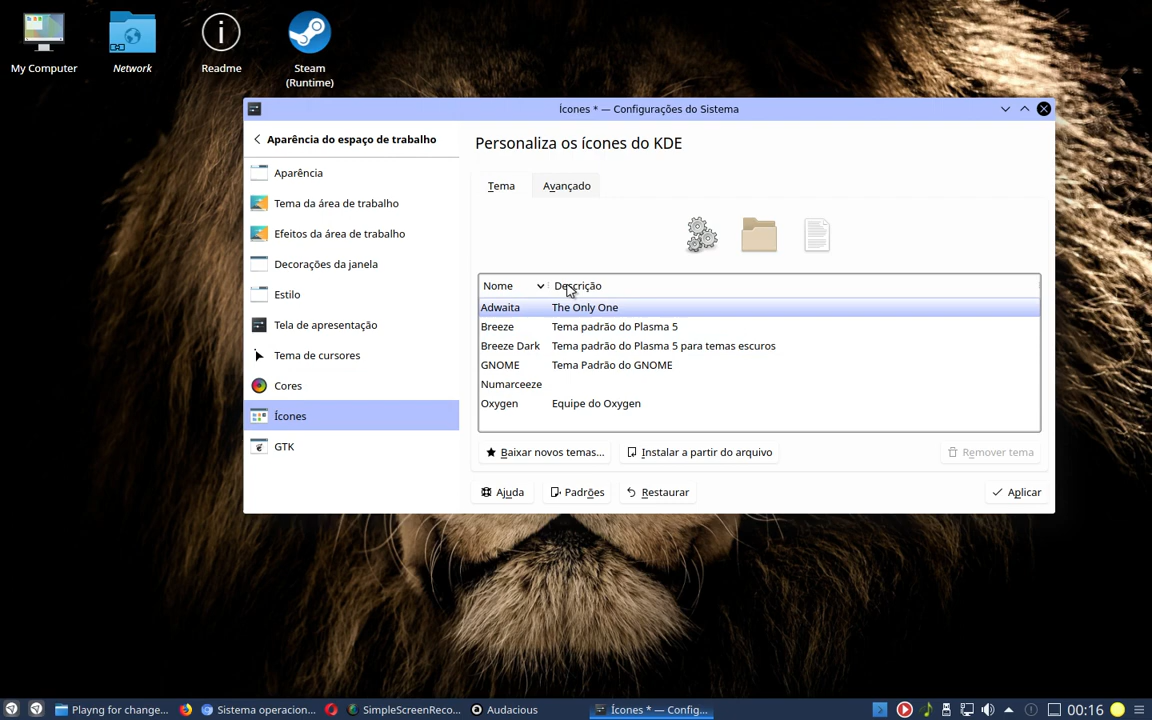 My Computer
Network
Readme
Steam
(Runtime)
Ícones * — Configurações do Sistema
Aparência do espaço de trabalho
Aparência
Tema da área de trabalho
Efeitos da área de trabalho
Decorações da janela
Estilo
Tela de apresentação
Tema de cursores
Cores
Ícones
GTK
Personaliza os ícones do KDE
Tema
Avançado
Nome Descrição
Adwaita The Only One
Breeze Tema padrão do Plasma 5
Breeze Dark Tema padrão do Plasma 5 para temas escuros
GNOME Tema Padrão do GNOME
Numarceeze
Oxygen Equipe do Oxygen
Baixar novos temas... Instalar a partir do arquivo Remover tema
Ajuda Padrões Restaurar Aplicar
Playng for change... Sistema operacion... SimpleScreenReco... Audacious Ícones * — Config... 00:16